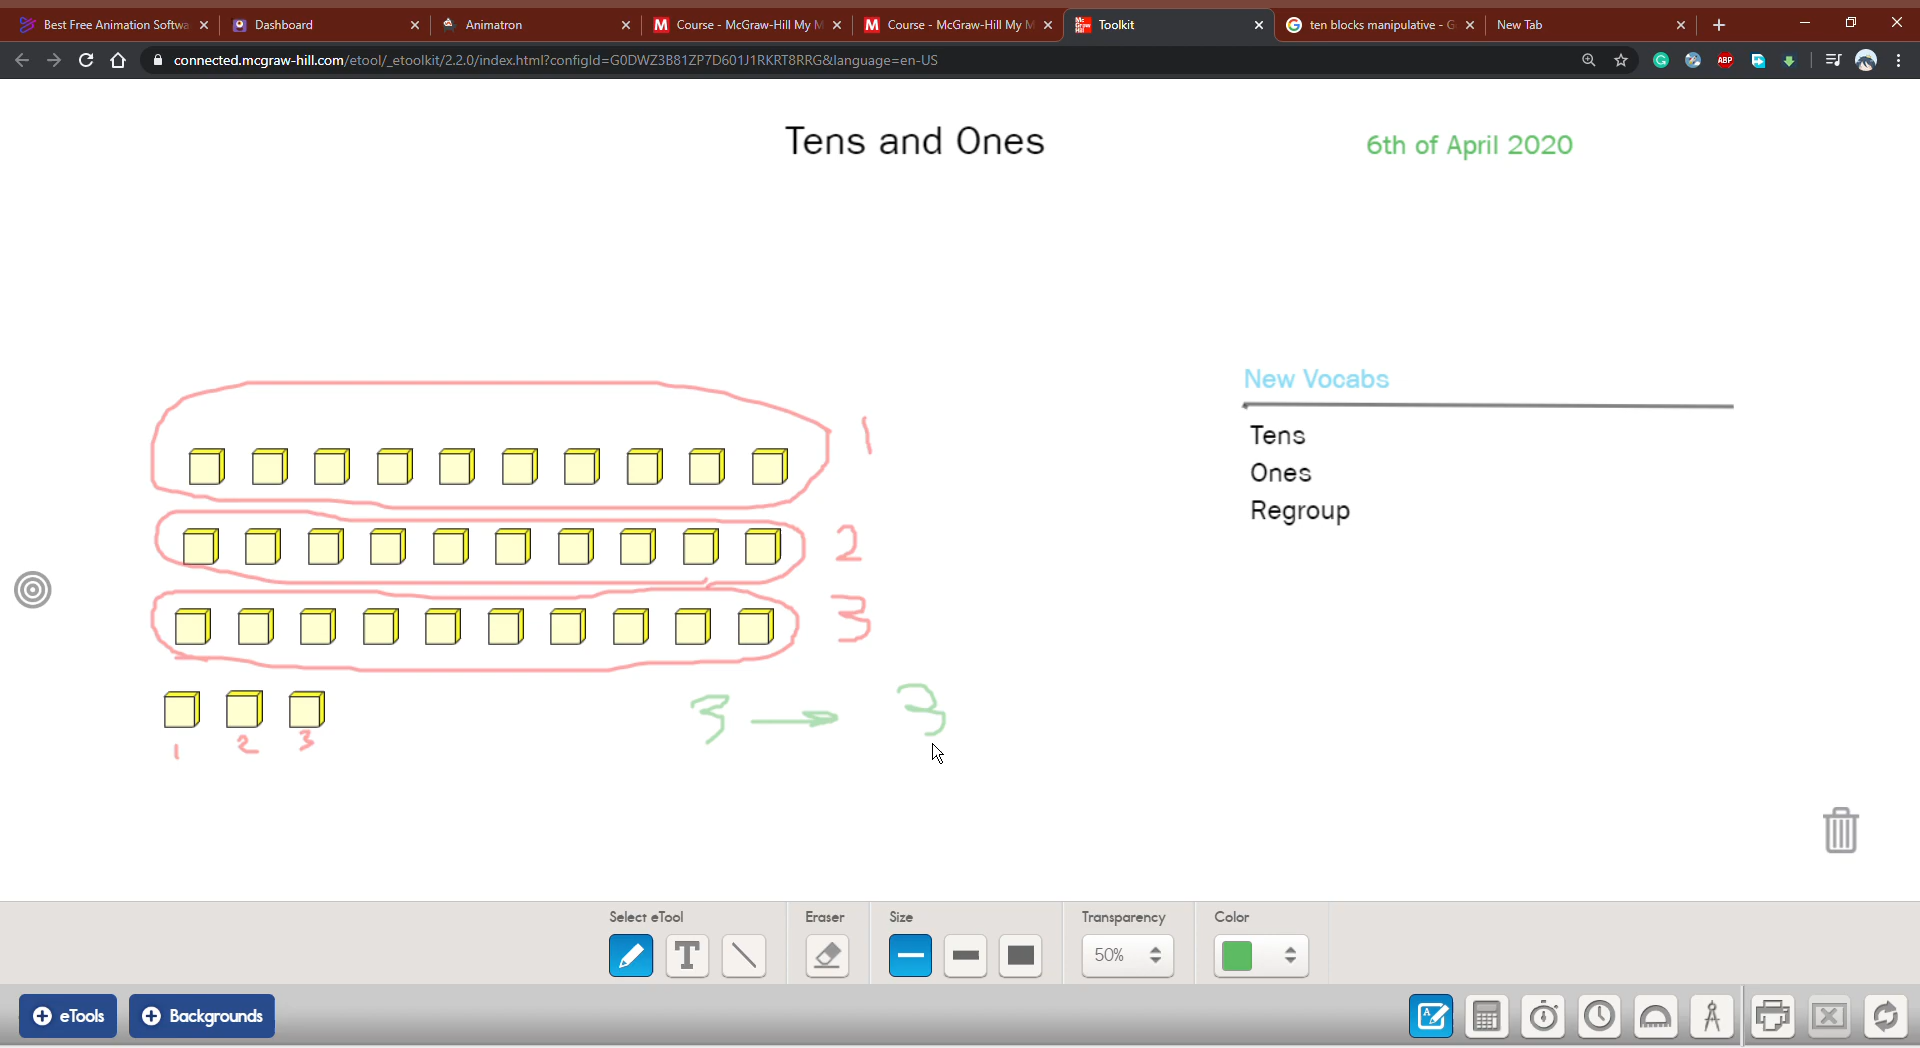 Best Free Animation Softwa
Dashboard
Animatron
Course - McGraw-Hill My M
Course - McGraw-Hill My M
Toolkit
ten blocks manipulative - G
New Tab
connected.mcgraw-hill.com/etool/_etoolkit/2.2.0/index.html?configId=G0DWZ3B81ZP7D601J1RKRT8RRG&language=en-US
ABP
Tens and Ones
6th of April 2020
New Vocabs
Tens
Ones
Regroup
1
2
3
1 2 3
3 → 3
Select eTool
Eraser
Size
Transparency
Color
T
50%
eTools
Backgrounds